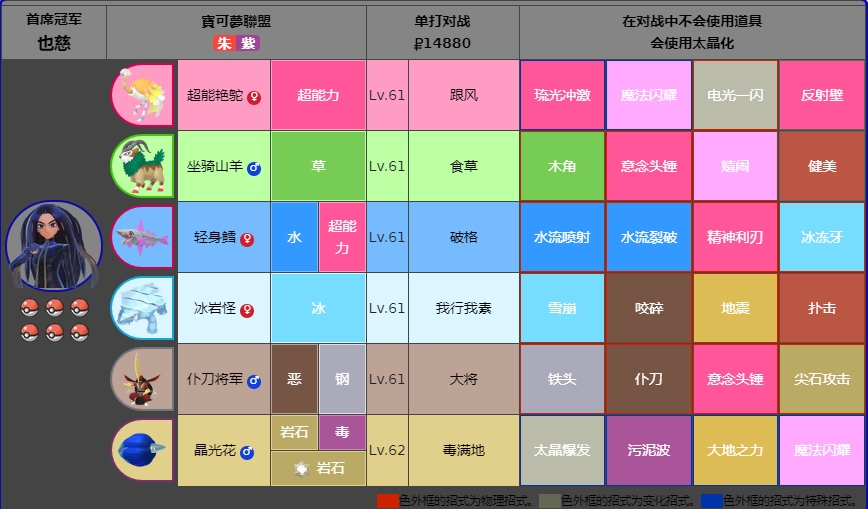 首席冠军
也慈
寶可夢聯盟
朱 紫
单打对战
₽14880
在对战中不会使用道具
会使用太晶化
超能艳鸵♀ 超能力 Lv.61 跟风 琉光冲激 魔法闪耀 电光一闪 反射壁
坐骑山羊♂ 草 Lv.61 食草 木角 意念头锤 嬉闹 健美
轻身鳕♀ 水 超能力 Lv.61 破格 水流喷射 水流裂破 精神利刃 冰冻牙
冰岩怪♀ 冰 Lv.61 我行我素 雪崩 咬碎 地震 扑击
仆刀将军♂ 恶 钢 Lv.61 大将 铁头 仆刀 意念头锤 尖石攻击
晶光花♂ 岩石 毒 岩石 Lv.62 毒满地 太晶爆发 污泥波 大地之力 魔法闪耀
色外框的招式为物理招式。 色外框的招式为变化招式。 色外框的招式为特殊招式。